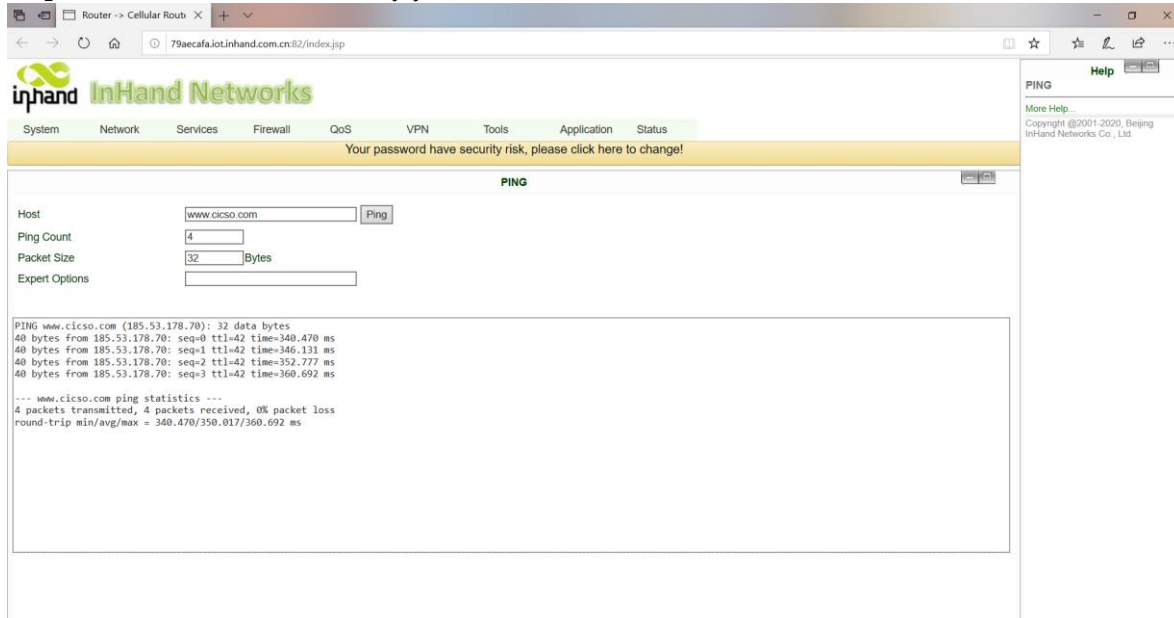 Router -> Cellular Route
79aecafa.iot.inhand.com.cn:82/index.jsp
inhand InHand Networks
System Network Services Firewall QoS VPN Tools Application Status
Your password have security risk, please click here to change!
PING
Host www.cicso.com Ping
Ping Count 4
Packet Size 32 Bytes
Expert Options
PING www.cicso.com (185.53.178.70): 32 data bytes
40 bytes from 185.53.178.70: seq=0 ttl=42 time=340.470 ms
40 bytes from 185.53.178.70: seq=1 ttl=42 time=346.131 ms
40 bytes from 185.53.178.70: seq=2 ttl=42 time=352.777 ms
40 bytes from 185.53.178.70: seq=3 ttl=42 time=360.692 ms
--- www.cicso.com ping statistics ---
4 packets transmitted, 4 packets received, 0% packet loss
round-trip min/avg/max = 340.470/350.017/360.692 ms
Help
PING
More Help...
Copyright @2001-2020, Beijing
InHand Networks Co., Ltd.